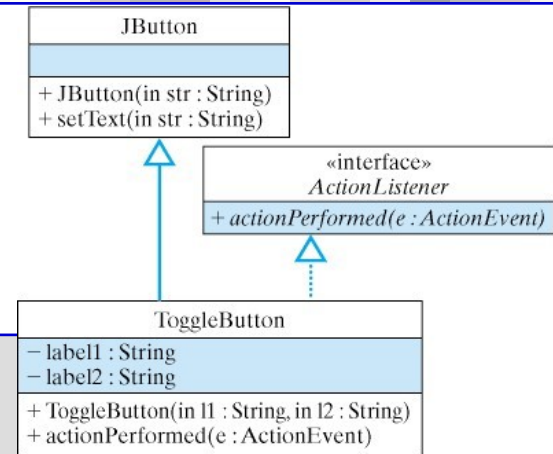 JButton
+ JButton(in str : String)
+ setText(in str : String)
«interface»
ActionListener
+ actionPerformed(e : ActionEvent)
ToggleButton
− label1 : String
− label2 : String
+ ToggleButton(in l1 : String, in l2 : String)
+ actionPerformed(e : ActionEvent)